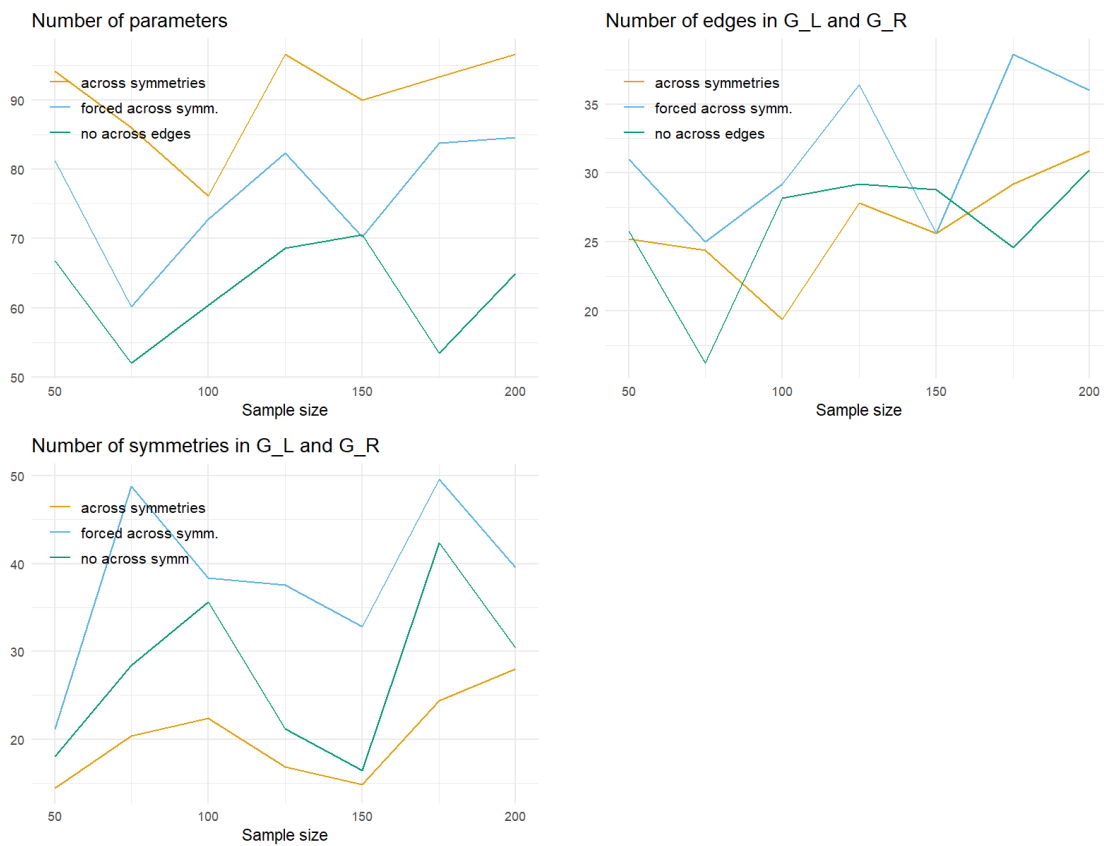 Number of parameters
across symmetries
forced across symm.
no across edges
90
80
70
60
50
50
100
150
200
Sample size
Number of edges in G_L and G_R
across symmetries
forced across symm.
no across edges
35
30
25
20
50
100
150
200
Sample size
Number of symmetries in G_L and G_R
across symmetries
forced across symm.
no across symm
50
40
30
20
50
100
150
200
Sample size